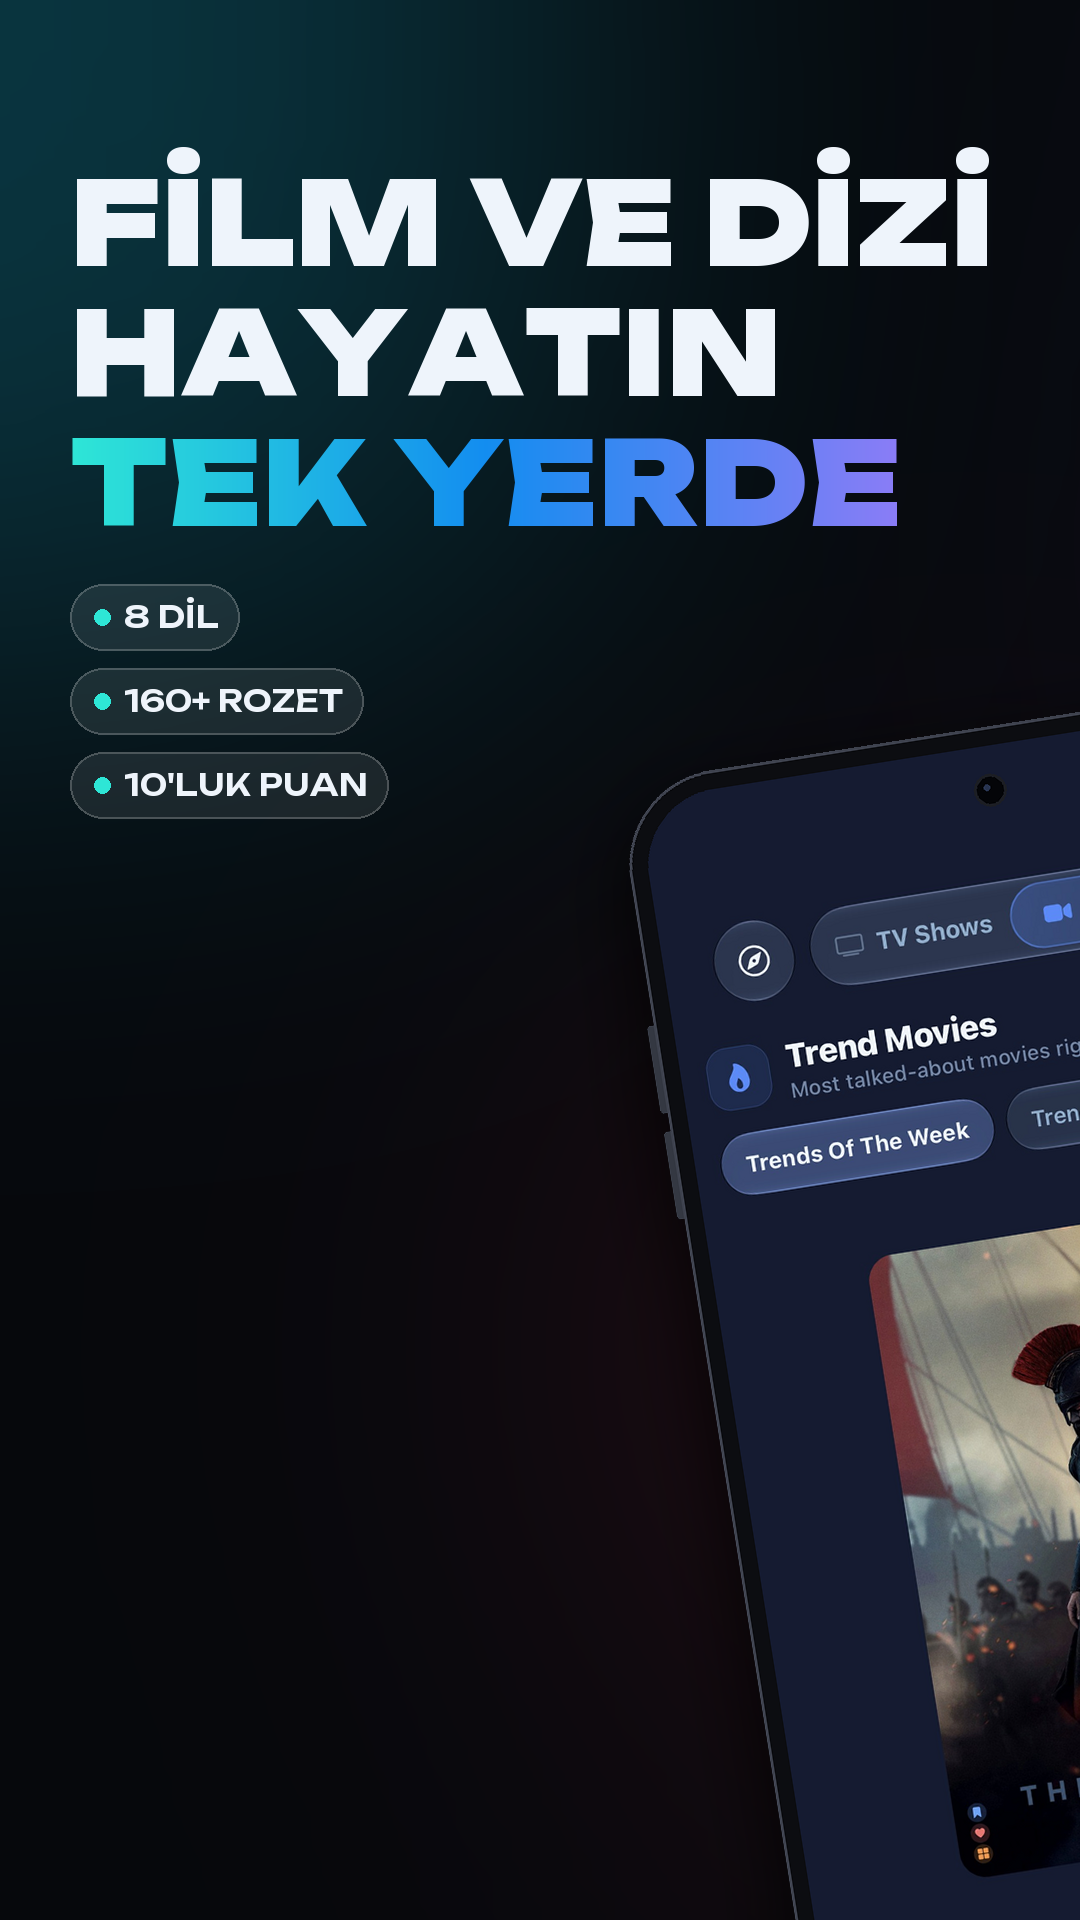 FİLM VE DİZİ
HAYATIN
TEK YERDE
8 DİL
160+ ROZET
10'LUK PUAN
TV Shows
Trend Movies
Most talked-about movies
Trends Of The Week